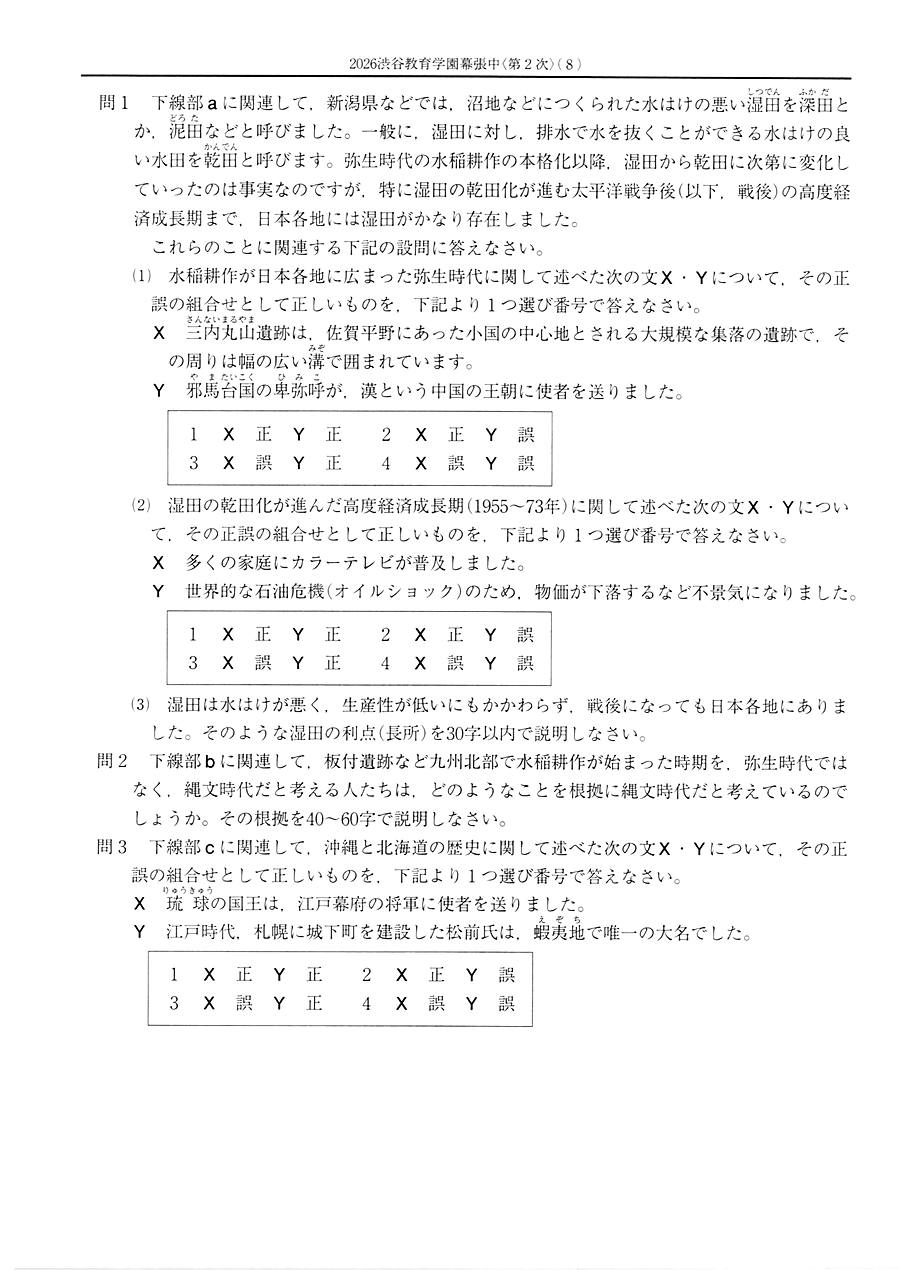 2026渋谷教育学園幕張中〈第2次〉(8)
問1 下線部aに関連して,新潟県などでは,沼地などにつくられた水はけの悪い湿田を深田と
しつでん ふかだ
か,泥田などと呼びました。一般に,湿田に対し,排水で水を抜くことができる水はけの良
どろた
い水田を乾田と呼びます。弥生時代の水稲耕作の本格化以降,湿田から乾田に次第に変化し
かんでん
ていったのは事実なのですが,特に湿田の乾田化が進む太平洋戦争後(以下,戦後)の高度経
済成長期まで,日本各地には湿田がかなり存在しました。
これらのことに関連する下記の設問に答えなさい。
⑴ 水稲耕作が日本各地に広まった弥生時代に関して述べた次の文X・Yについて,その正
誤の組合せとして正しいものを,下記より1つ選び番号で答えなさい。
X 三内丸山遺跡は,佐賀平野にあった小国の中心地とされる大規模な集落の遺跡で,そ
さんないまるやま
の周りは幅の広い溝で囲まれています。
みぞ
Y 邪馬台国の卑弥呼が,漢という中国の王朝に使者を送りました。
やまたいこく ひみこ
1 X 正 Y 正 2 X 正 Y 誤
3 X 誤 Y 正 4 X 誤 Y 誤
⑵ 湿田の乾田化が進んだ高度経済成長期(1955~73年)に関して述べた次の文X・Yについ
て,その正誤の組合せとして正しいものを,下記より1つ選び番号で答えなさい。
X 多くの家庭にカラーテレビが普及しました。
Y 世界的な石油危機(オイルショック)のため,物価が下落するなど不景気になりました。
1 X 正 Y 正 2 X 正 Y 誤
3 X 誤 Y 正 4 X 誤 Y 誤
⑶ 湿田は水はけが悪く,生産性が低いにもかかわらず,戦後になっても日本各地にありま
した。そのような湿田の利点(長所)を30字以内で説明しなさい。
問2 下線部bに関連して,板付遺跡など九州北部で水稲耕作が始まった時期を,弥生時代では
なく,縄文時代だと考える人たちは,どのようなことを根拠に縄文時代だと考えているので
しょうか。その根拠を40~60字で説明しなさい。
問3 下線部cに関連して,沖縄と北海道の歴史に関して述べた次の文X・Yについて,その正
誤の組合せとして正しいものを,下記より1つ選び番号で答えなさい。
X 琉球の国王は,江戸幕府の将軍に使者を送りました。
りゅうきゅう
Y 江戸時代,札幌に城下町を建設した松前氏は,蝦夷地で唯一の大名でした。
えぞち
1 X 正 Y 正 2 X 正 Y 誤
3 X 誤 Y 正 4 X 誤 Y 誤